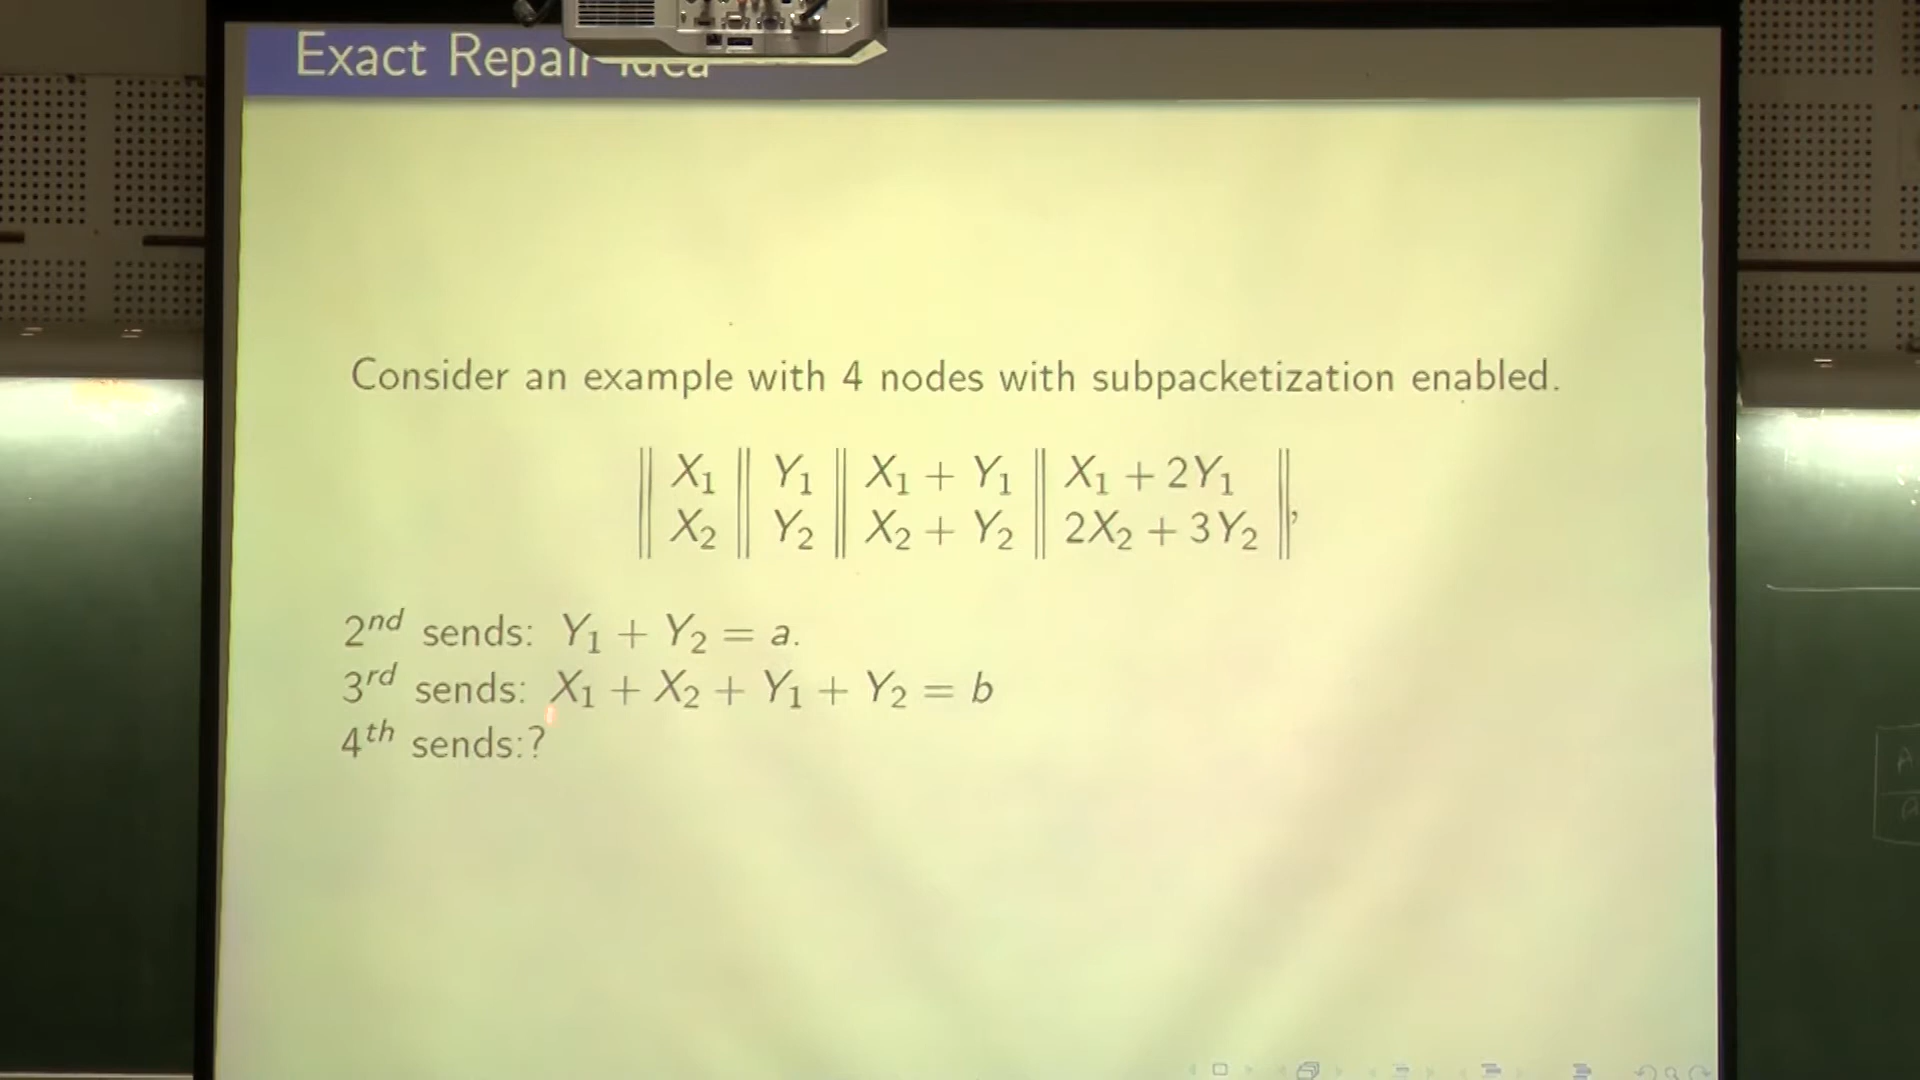 Exact Repair Idea
Consider an example with 4 nodes with subpacketization enabled.
‖ X₁ ‖ Y₁ ‖ X₁ + Y₁ ‖ X₁ + 2Y₁ ‖
‖ X₂ ‖ Y₂ ‖ X₂ + Y₂ ‖ 2X₂ + 3Y₂ ‖,
2ⁿᵈ sends: Y₁ + Y₂ = a.
3ʳᵈ sends: X₁ + X₂ + Y₁ + Y₂ = b
4ᵗʰ sends:?